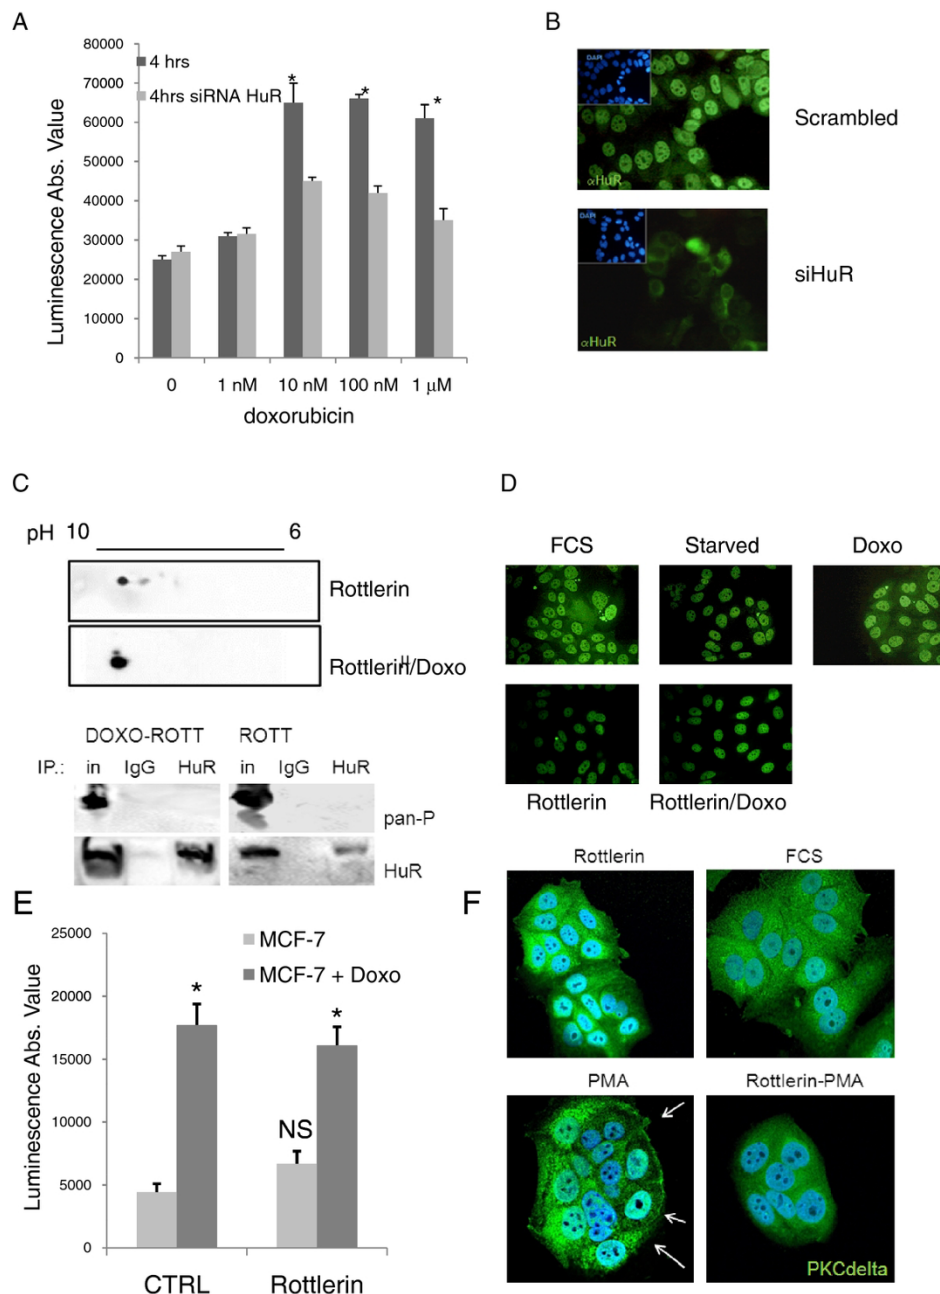 A
80000
70000
60000
50000
40000
30000
20000
10000
0
Luminescence Abs. Value
4 hrs
4hrs siRNA HuR
*
*
*
0 1 nM 10 nM 100 nM 1 µM
doxorubicin
B
DAPI
αHuR
Scrambled
DAPI
αHuR
siHuR
C
pH 10 6
Rottlerin
Rottlerin/Doxo
DOXO-ROTT ROTT
IP.: in IgG HuR in IgG HuR
pan-P
HuR
D
FCS Starved Doxo
Rottlerin Rottlerin/Doxo
E
25000
20000
15000
10000
5000
0
Luminescence Abs. Value
MCF-7
MCF-7 + Doxo
*
NS
*
CTRL Rottlerin
F
Rottlerin FCS
PMA Rottlerin-PMA
PKCdelta